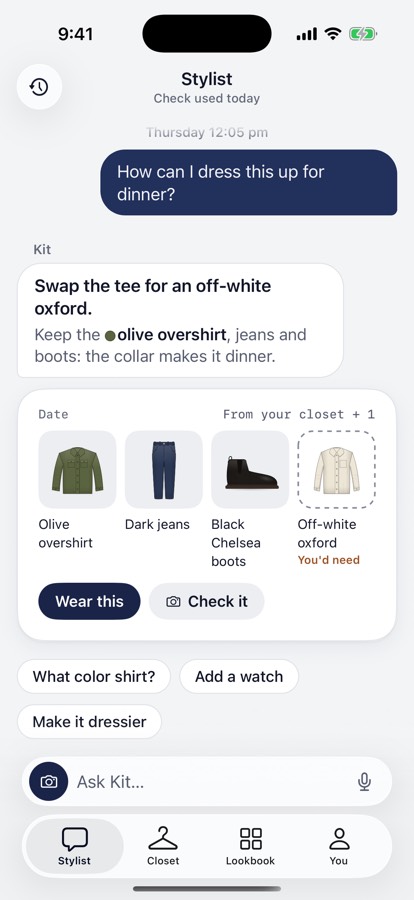 9:41
Stylist
Check used today
Thursday 12:05 pm
How can I dress this up for
dinner?
Kit
Swap the tee for an off-white
oxford.
Keep the olive overshirt, jeans and
boots: the collar makes it dinner.
Date
From your closet + 1
Olive
overshirt
Dark jeans
Black
Chelsea
boots
Off-white
oxford
You'd need
Wear this
Check it
What color shirt?
Add a watch
Make it dressier
Ask Kit...
Stylist
Closet
Lookbook
You